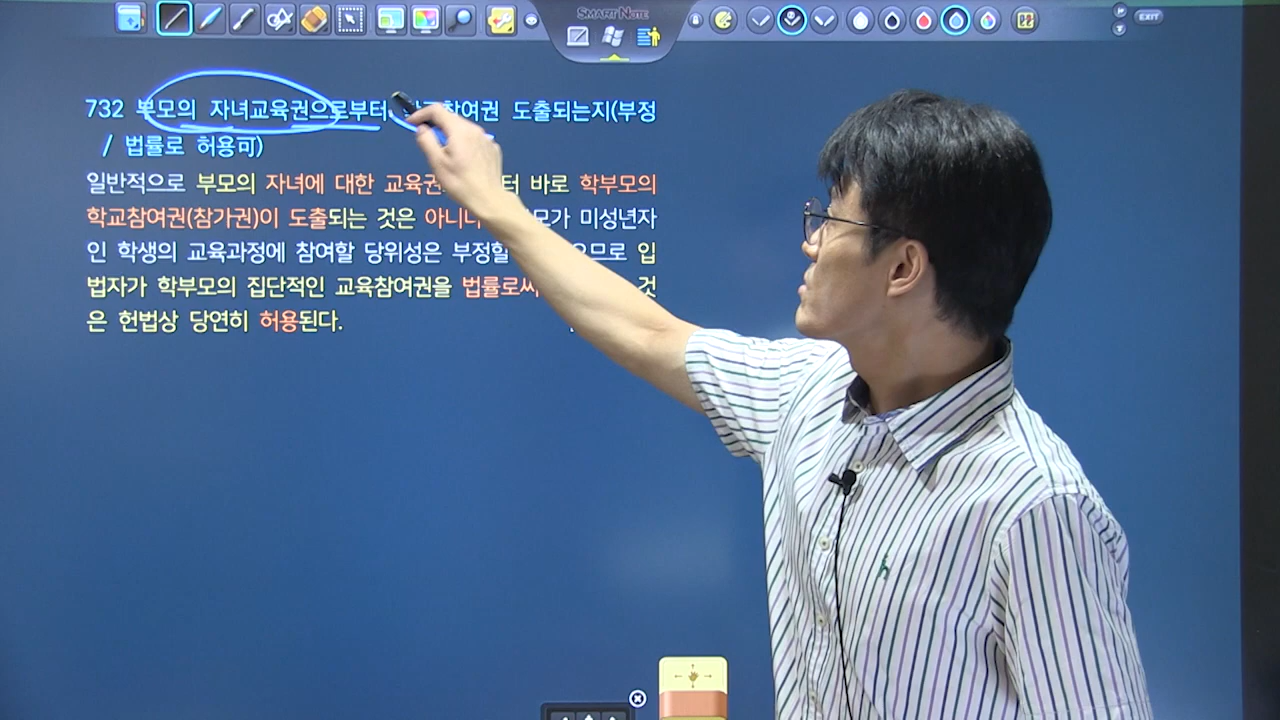 SMART NOTE
EXIT
732 부모의 자녀교육권으로부터 학교참여권 도출되는지(부정
/ 법률로 허용可)
일반적으로 부모의 자녀에 대한 교육권 터 바로 학부모의
학교참여권(참가권)이 도출되는 것은 아니 모가 미성년자
인 학생의 교육과정에 참여할 당위성은 부정할 으므로 입
법자가 학부모의 집단적인 교육참여권을 법률로써 것
은 헌법상 당연히 허용된다.